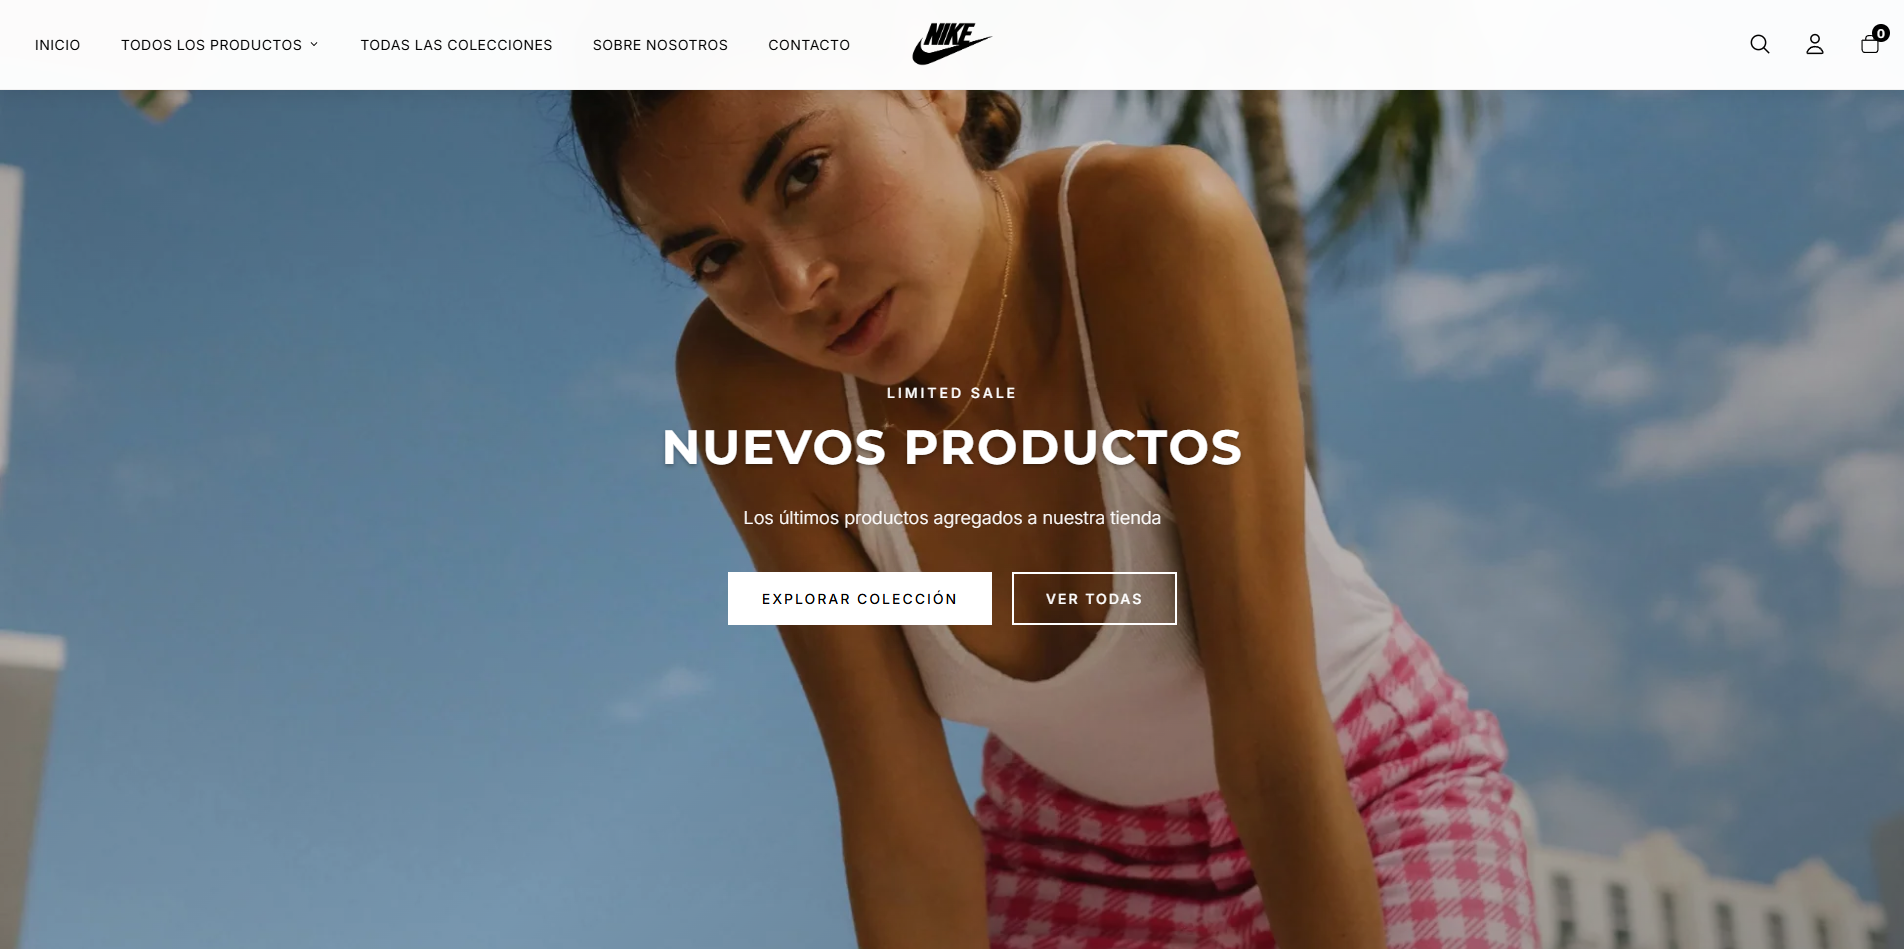 INICIO
TODOS LOS PRODUCTOS
TODAS LAS COLECCIONES
SOBRE NOSOTROS
CONTACTO
NIKE
0
LIMITED SALE
NUEVOS PRODUCTOS
Los últimos productos agregados a nuestra tienda
EXPLORAR COLECCIÓN
VER TODAS